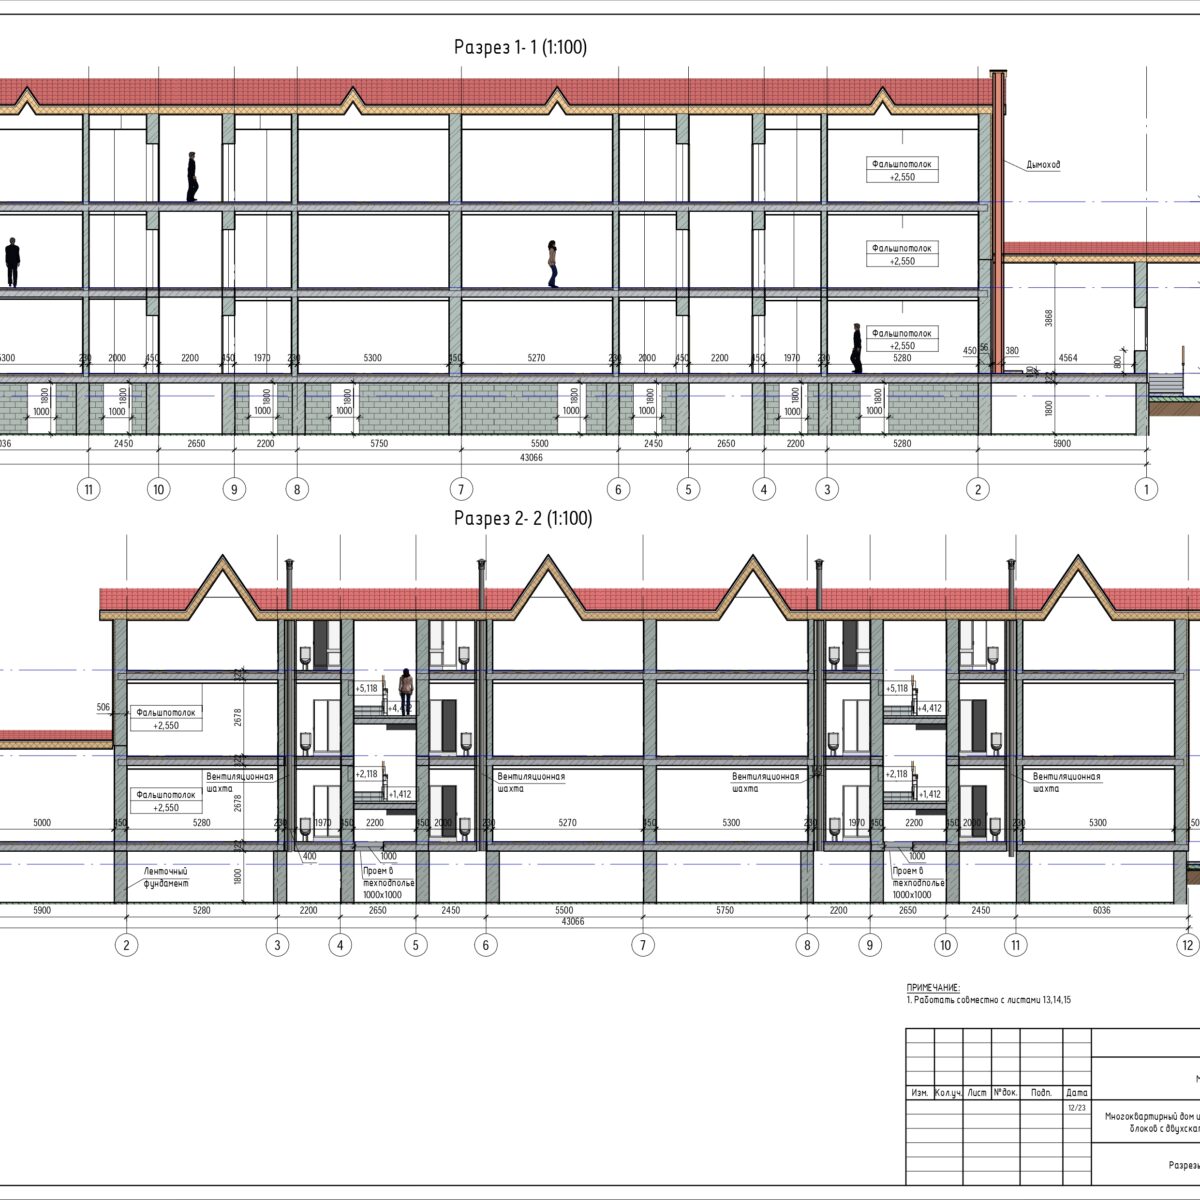 Разрез 1-1 (1:100)
Дымоход
Фальшпотолок
+2,550
Фальшпотолок
+2,550
Фальшпотолок
+2,550
3868
800
5300 230 2000 450 2200 450 1970 230 5300 450 5270 230 2000 450 2200 450 1970 230 5280 450 56 380 4564
1800 1800 1800 1800 1800 1800 1800 1800 1800
1000 1000 1000 1000 1000 1000 1000 1000
2450 2650 2200 5750 5500 2450 2650 2200 5280 5900
43066
11 10 9 8 7 6 5 4 3 2 1
Разрез 2-2 (1:100)
506
Фальшпотолок
+2,550
2678
+5,118
+4,412
+5,118
+4,412
Вентиляционная
шахта
Вентиляционная
шахта
Вентиляционная
шахта
Вентиляционная
шахта
Фальшпотолок
+2,550
2678
+2,118
+1,412
+2,118
+1,412
5000 450 5280 230 1970 450 2200 450 2000 230 5270 450 5300 230 1970 450 2200 450 2000 230 5300 450
400 1000 1000
Ленточный
фундамент
1800
Проем в
техподполье
1000х1000
Проем в
техподполье
1000х1000
5900 5280 2200 2650 2450 5500 5750 2200 2650 2450 6036
43066
2 3 4 5 6 7 8 9 10 11 12
ПРИМЕЧАНИЕ:
1. Работать совместно с листами 13,14,15
Изм. Кол.уч. Лист №док. Подп. Дата
12/23
Многоквартирный дом
блоков с
Разрезы